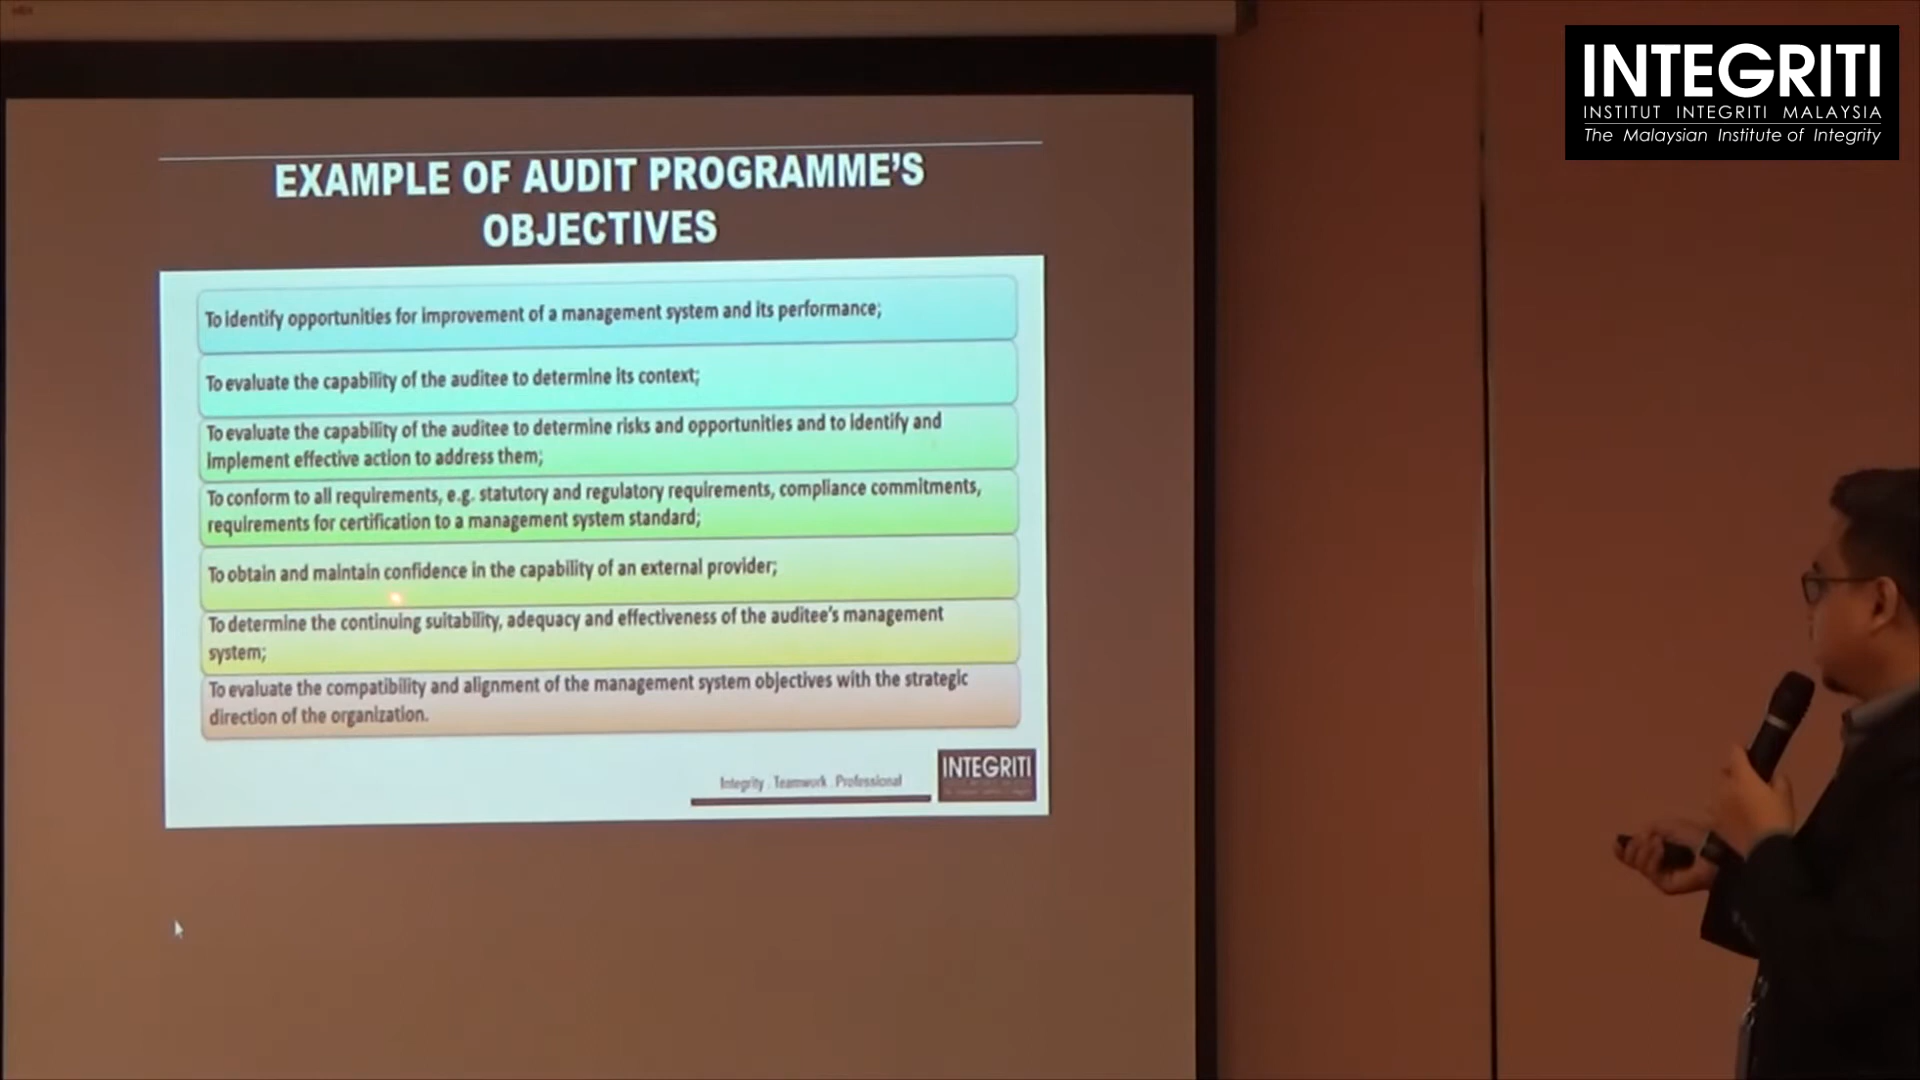 INTEGRITI
INSTITUT INTEGRITI MALAYSIA
The Malaysian Institute of Integrity
EXAMPLE OF AUDIT PROGRAMME'S
OBJECTIVES
To identify opportunities for improvement of a management system and its performance;
To evaluate the capability of the auditee to determine its context;
To evaluate the capability of the auditee to determine risks and opportunities and to identify and
implement effective action to address them;
To conform to all requirements, e.g. statutory and regulatory requirements, compliance commitments,
requirements for certification to a management system standard;
To obtain and maintain confidence in the capability of an external provider;
To determine the continuing suitability, adequacy and effectiveness of the auditee's management
system;
To evaluate the compatibility and alignment of the management system objectives with the strategic
direction of the organization.
Integrity . Teamwork . Professional
INTEGRITI